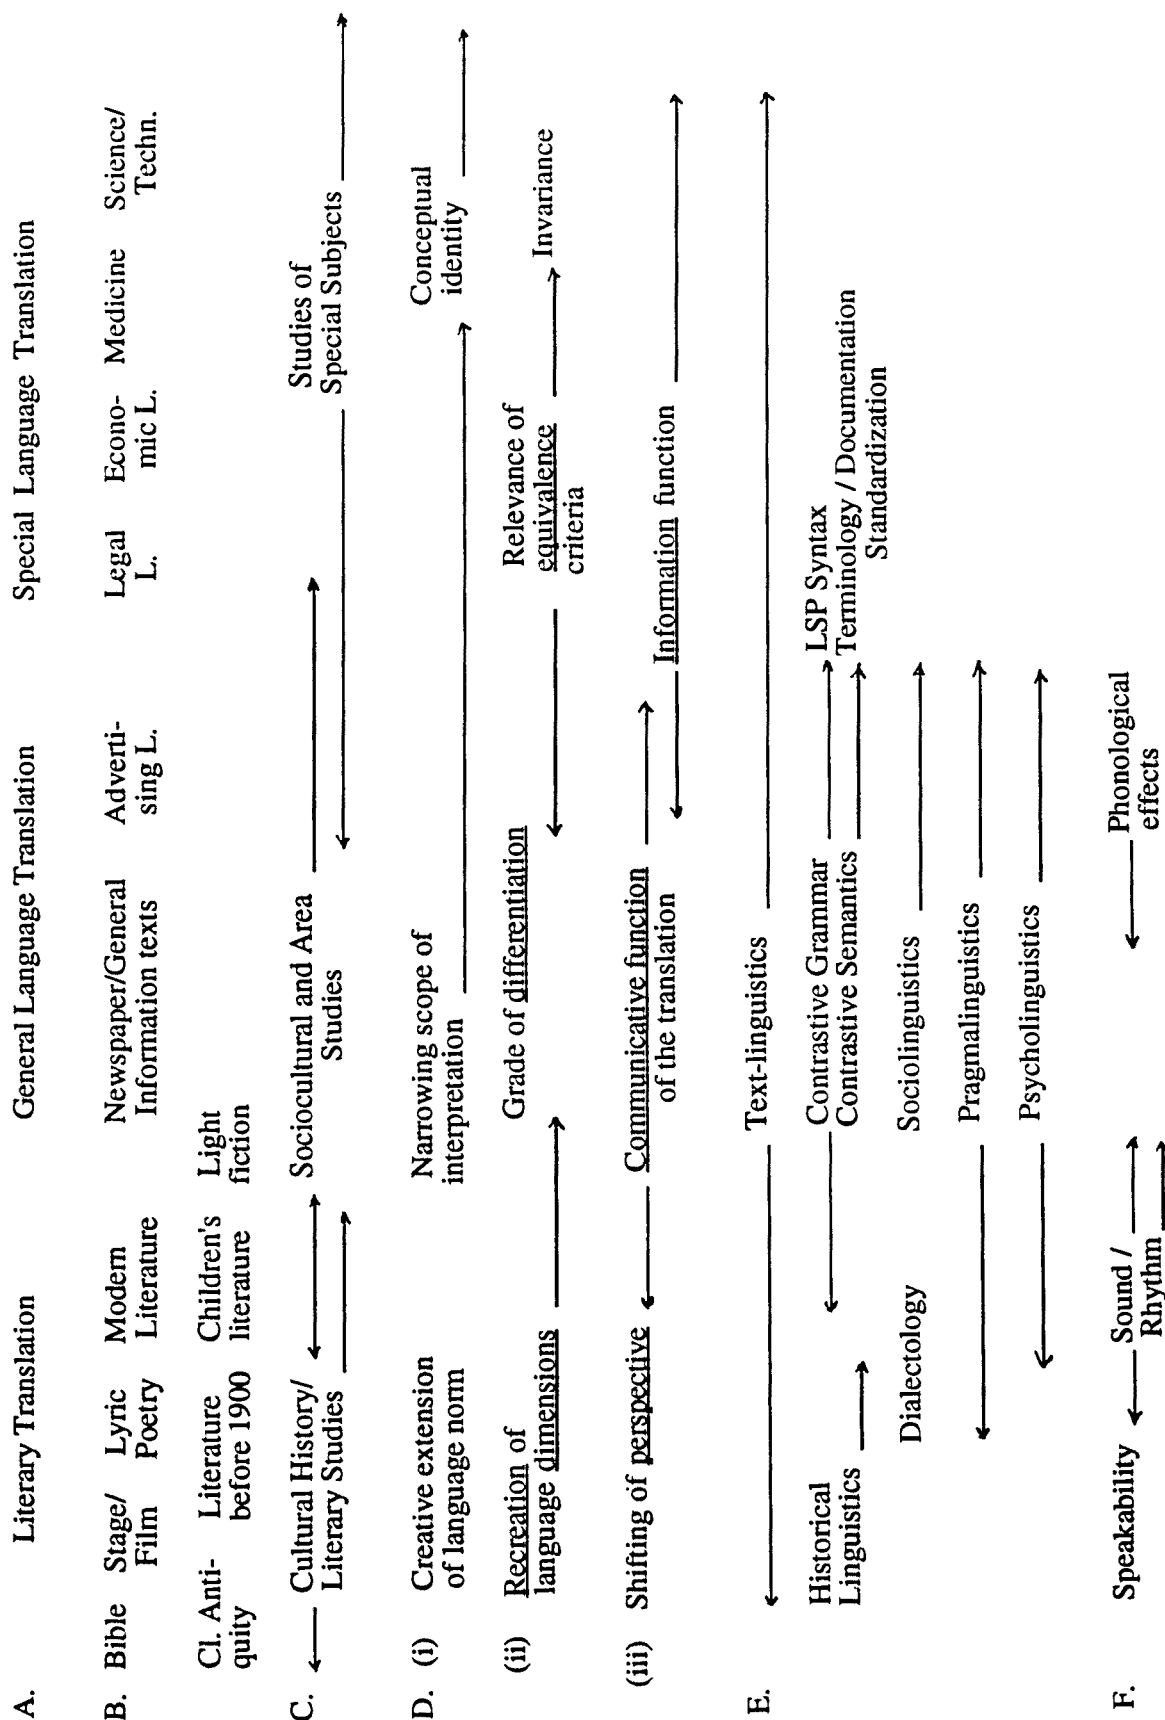 A. Literary Translation General Language Translation Special Language Translation
B. Bible Stage/ Lyric Modern Newspaper/General Adverti- Legal Econo- Medicine Science/
Film Poetry Literature Information texts sing L. L. mic L. Techn.
Cl. Anti- Literature Children's Light
quity before 1900 literature fiction
C. Cultural History/ Sociocultural and Area Studies of
Literary Studies Studies Special Subjects
D. (i) Creative extension Narrowing scope of Conceptual
of language norm interpretation identity
(ii) Recreation of Grade of differentiation Relevance of
language dimensions equivalence Invariance
criteria
(iii) Shifting of perspective Communicative function
of the translation Information function
E. Text-linguistics
Historical Contrastive Grammar LSP Syntax
Linguistics Contrastive Semantics Terminology / Documentation
Standardization
Dialectology Sociolinguistics
Pragmalinguistics
Psycholinguistics
F. Speakability Sound / Phonological
Rhythm effects